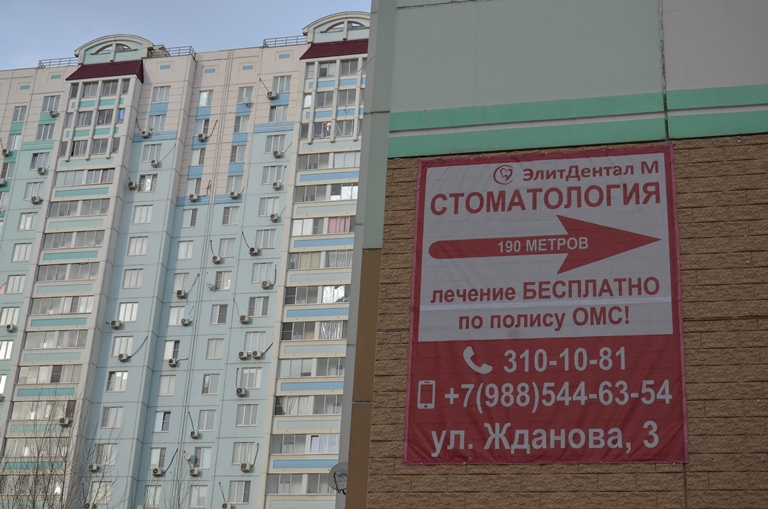 ЭлитДентал М
СТОМАТОЛОГИЯ
190 МЕТРОВ
лечение БЕСПЛАТНО
по полису ОМС!
310-10-81
+7(988)544-63-54
ул. Жданова, 3